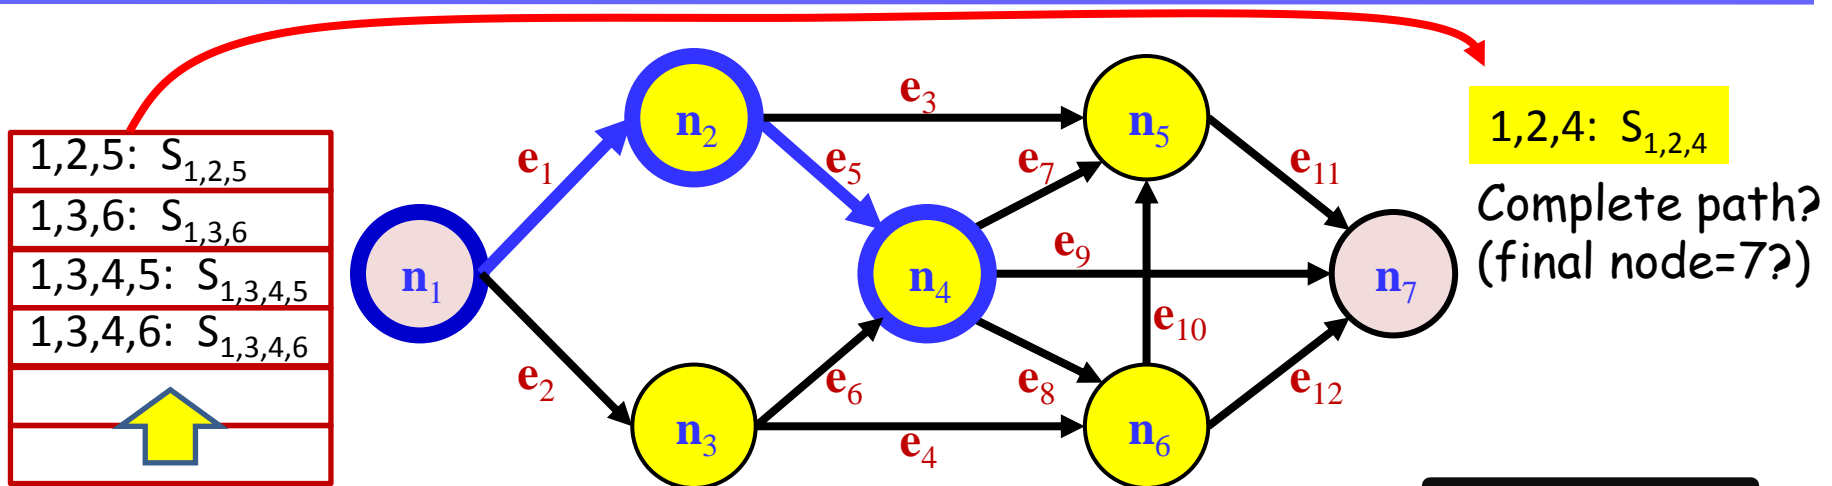 1,2,5: S1,2,5
1,3,6: S1,3,6
1,3,4,5: S1,3,4,5
1,3,4,6: S1,3,4,6
n1
n2
n3
n4
n5
n6
n7
e1
e2
e3
e4
e5
e6
e7
e8
e9
e10
e11
e12
1,2,4: S1,2,4
Complete path?
(final node=7?)